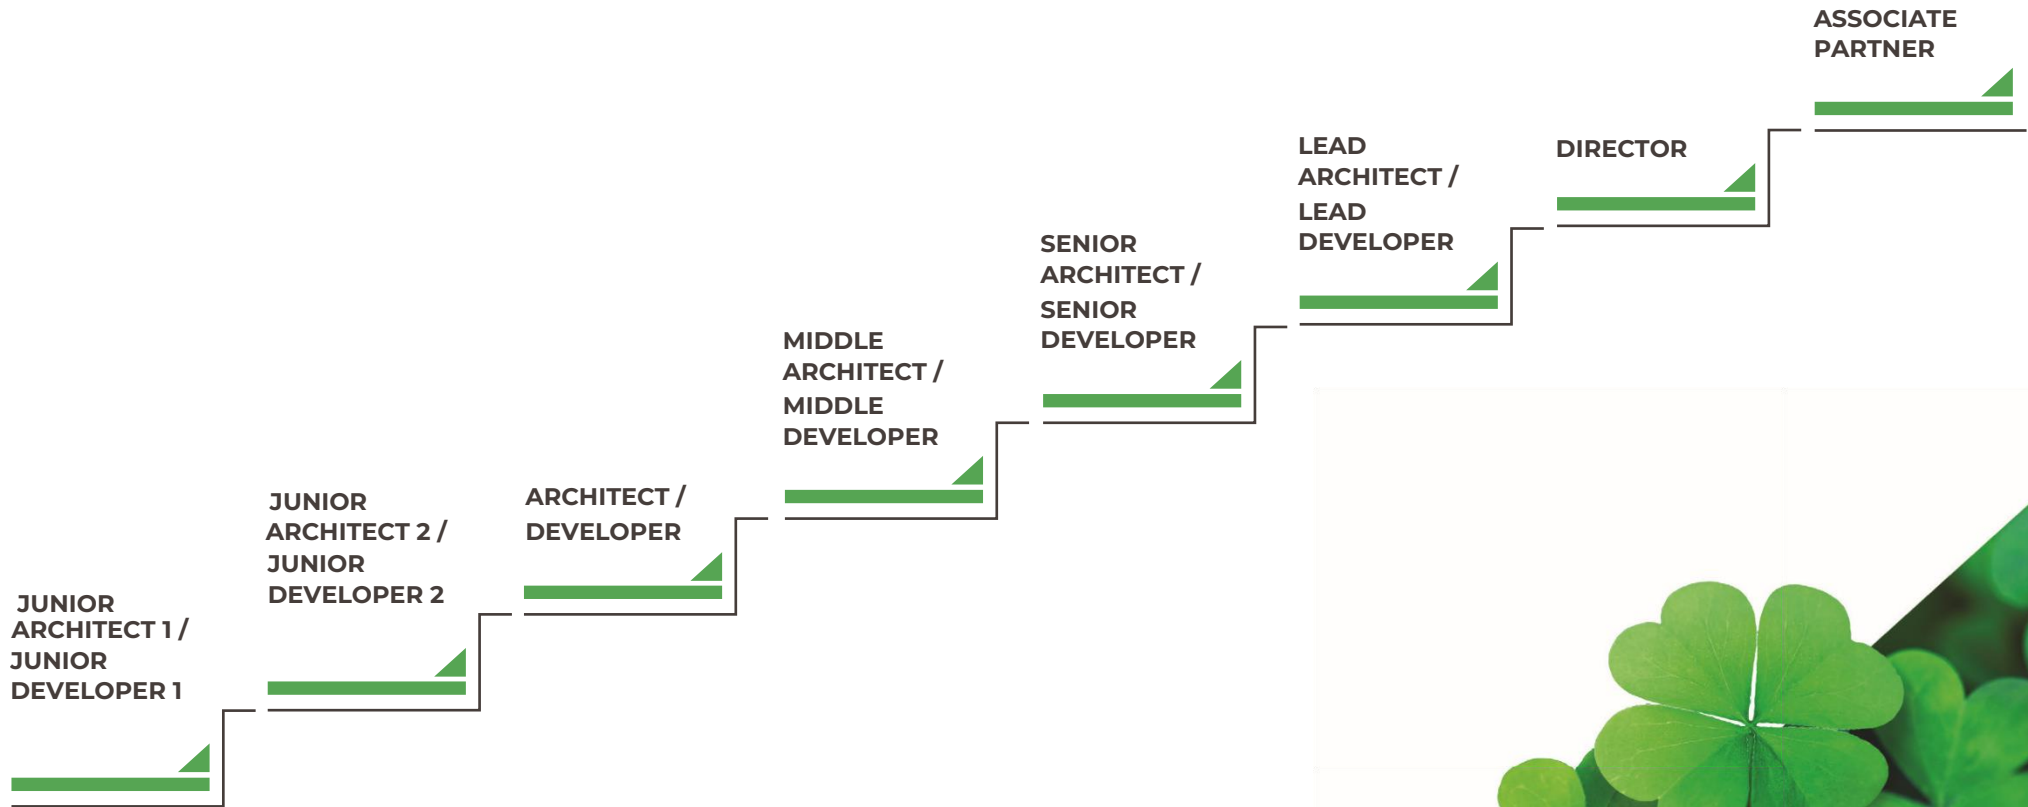 JUNIOR
ARCHITECT 1 /
JUNIOR
DEVELOPER 1
JUNIOR
ARCHITECT 2 /
JUNIOR
DEVELOPER 2
ARCHITECT /
DEVELOPER
MIDDLE
ARCHITECT /
MIDDLE
DEVELOPER
SENIOR
ARCHITECT /
SENIOR
DEVELOPER
LEAD
ARCHITECT /
LEAD
DEVELOPER
DIRECTOR
ASSOCIATE
PARTNER